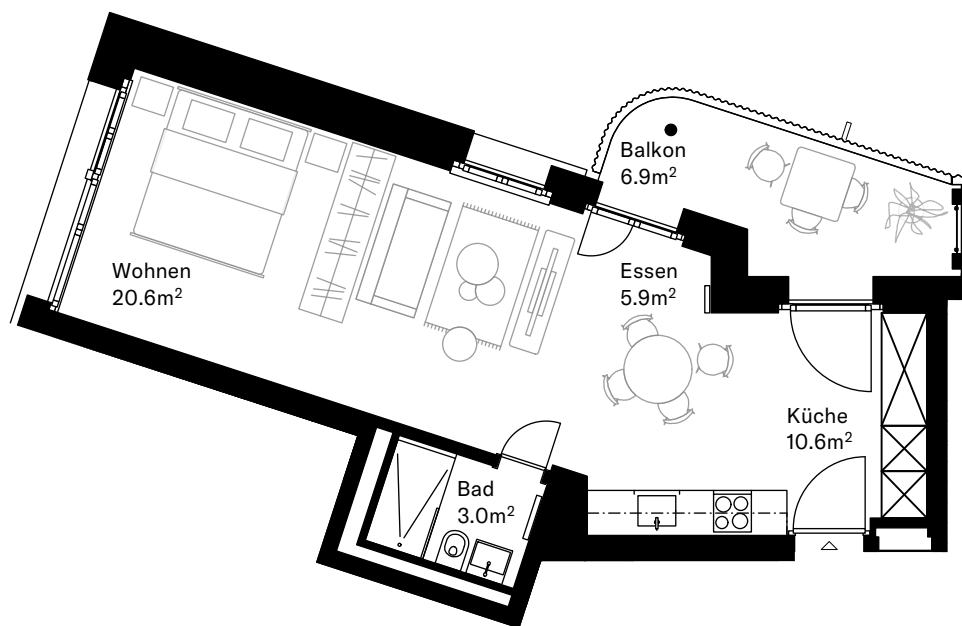 Balkon
6.9m²
Wohnen
20.6m²
Essen
5.9m²
Küche
10.6m²
Bad
3.0m²